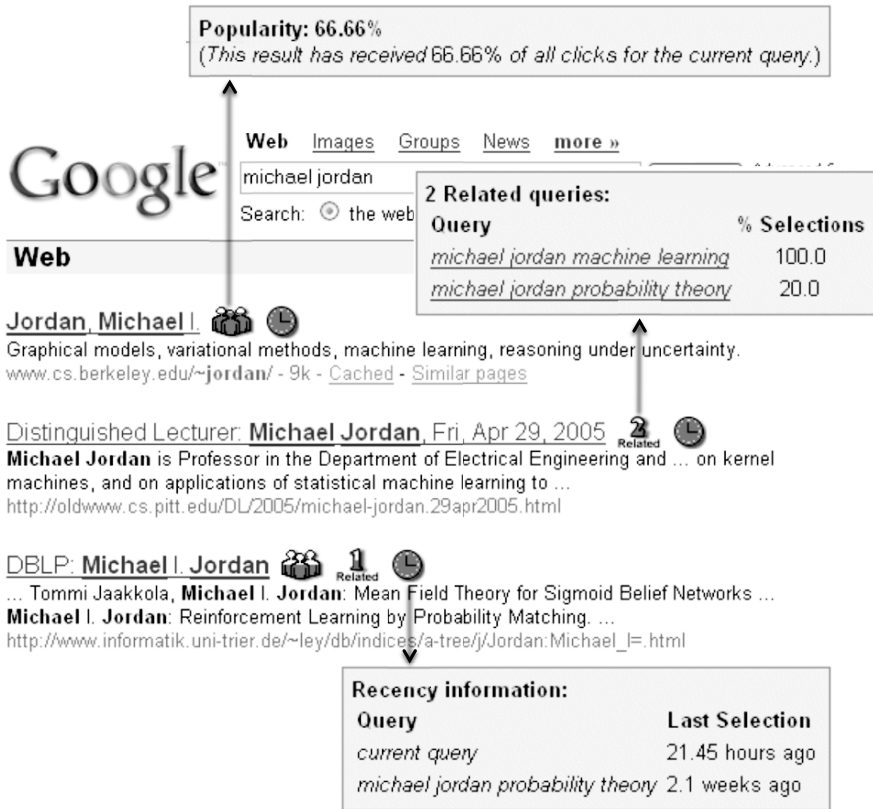 Popularity: 66.66%
(This result has received 66.66% of all clicks for the current query.)
Google
Web Images Groups News more »
michael jordan
Search: the web
2 Related queries:
Query % Selections
michael jordan machine learning 100.0
michael jordan probability theory 20.0
Web
Jordan, Michael I.
Graphical models, variational methods, machine learning, reasoning under uncertainty.
www.cs.berkeley.edu/~jordan/ - 9k - Cached - Similar pages
Distinguished Lecturer: Michael Jordan, Fri, Apr 29, 2005 2 Related
Michael Jordan is Professor in the Department of Electrical Engineering and ... on kernel
machines, and on applications of statistical machine learning to ...
http://oldwww.cs.pitt.edu/DL/2005/michael-jordan.29apr2005.html
DBLP: Michael I. Jordan 1 Related
... Tommi Jaakkola, Michael I. Jordan: Mean Field Theory for Sigmoid Belief Networks ...
Michael I. Jordan: Reinforcement Learning by Probability Matching. ...
http://www.informatik.uni-trier.de/~ley/db/indices/a-tree/j/Jordan:Michael_I=.html
Recency information:
Query Last Selection
current query 21.45 hours ago
michael jordan probability theory 2.1 weeks ago